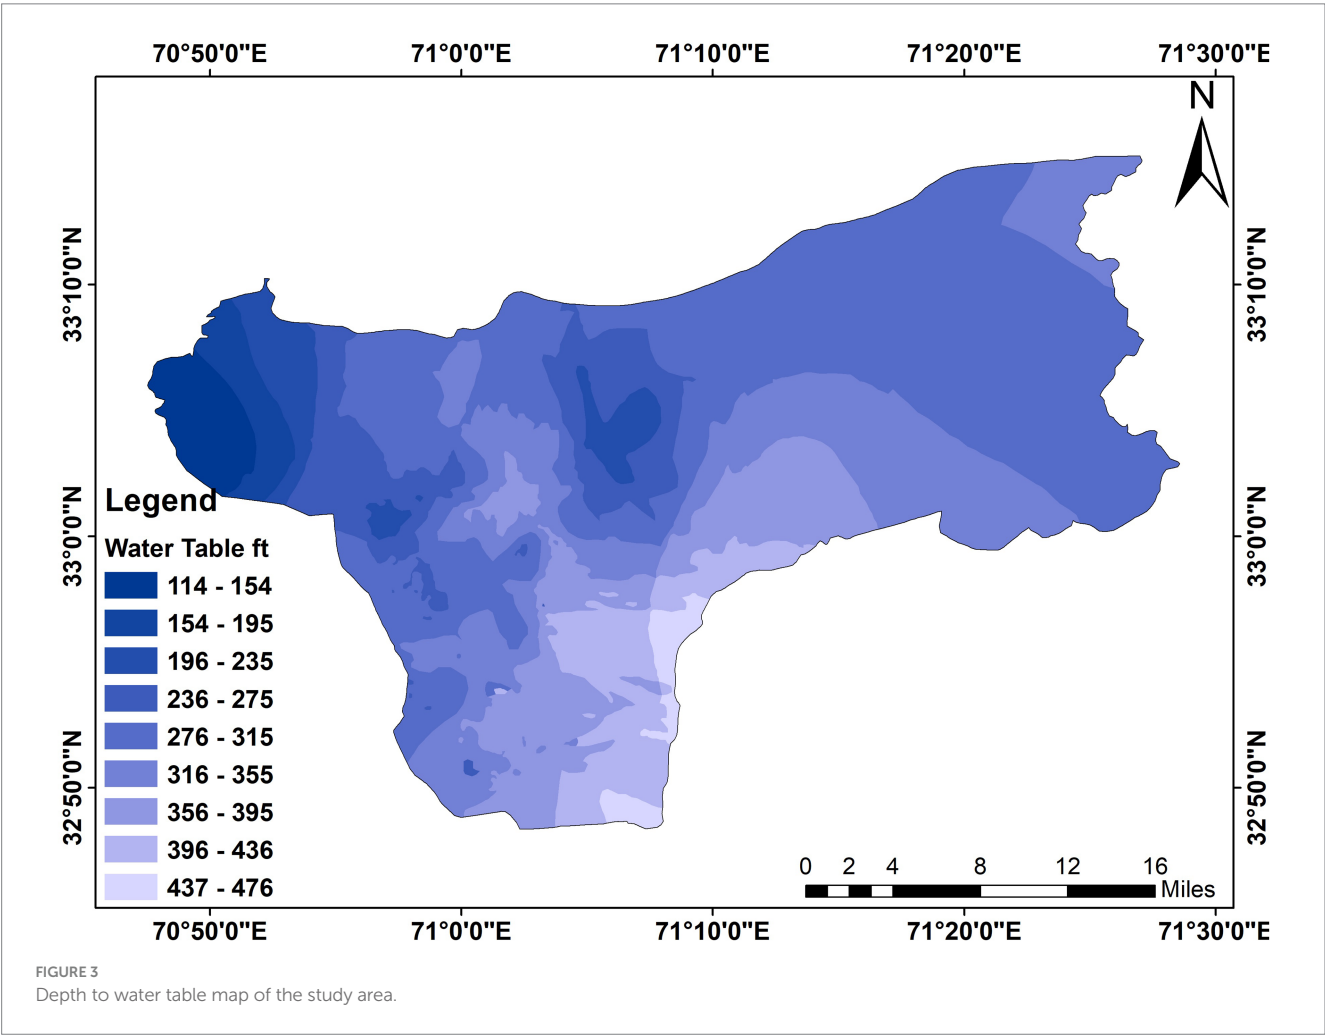 70°50'0"E 71°0'0"E 71°10'0"E 71°20'0"E 71°30'0"E
N
33°10'0"N 33°10'0"N
33°0'0"N 33°0'0"N
32°50'0"N 32°50'0"N
Legend
Water Table ft
114 - 154
154 - 195
196 - 235
236 - 275
276 - 315
316 - 355
356 - 395
396 - 436
437 - 476
0 2 4 8 12 16
Miles
70°50'0"E 71°0'0"E 71°10'0"E 71°20'0"E 71°30'0"E
FIGURE 3
Depth to water table map of the study area.